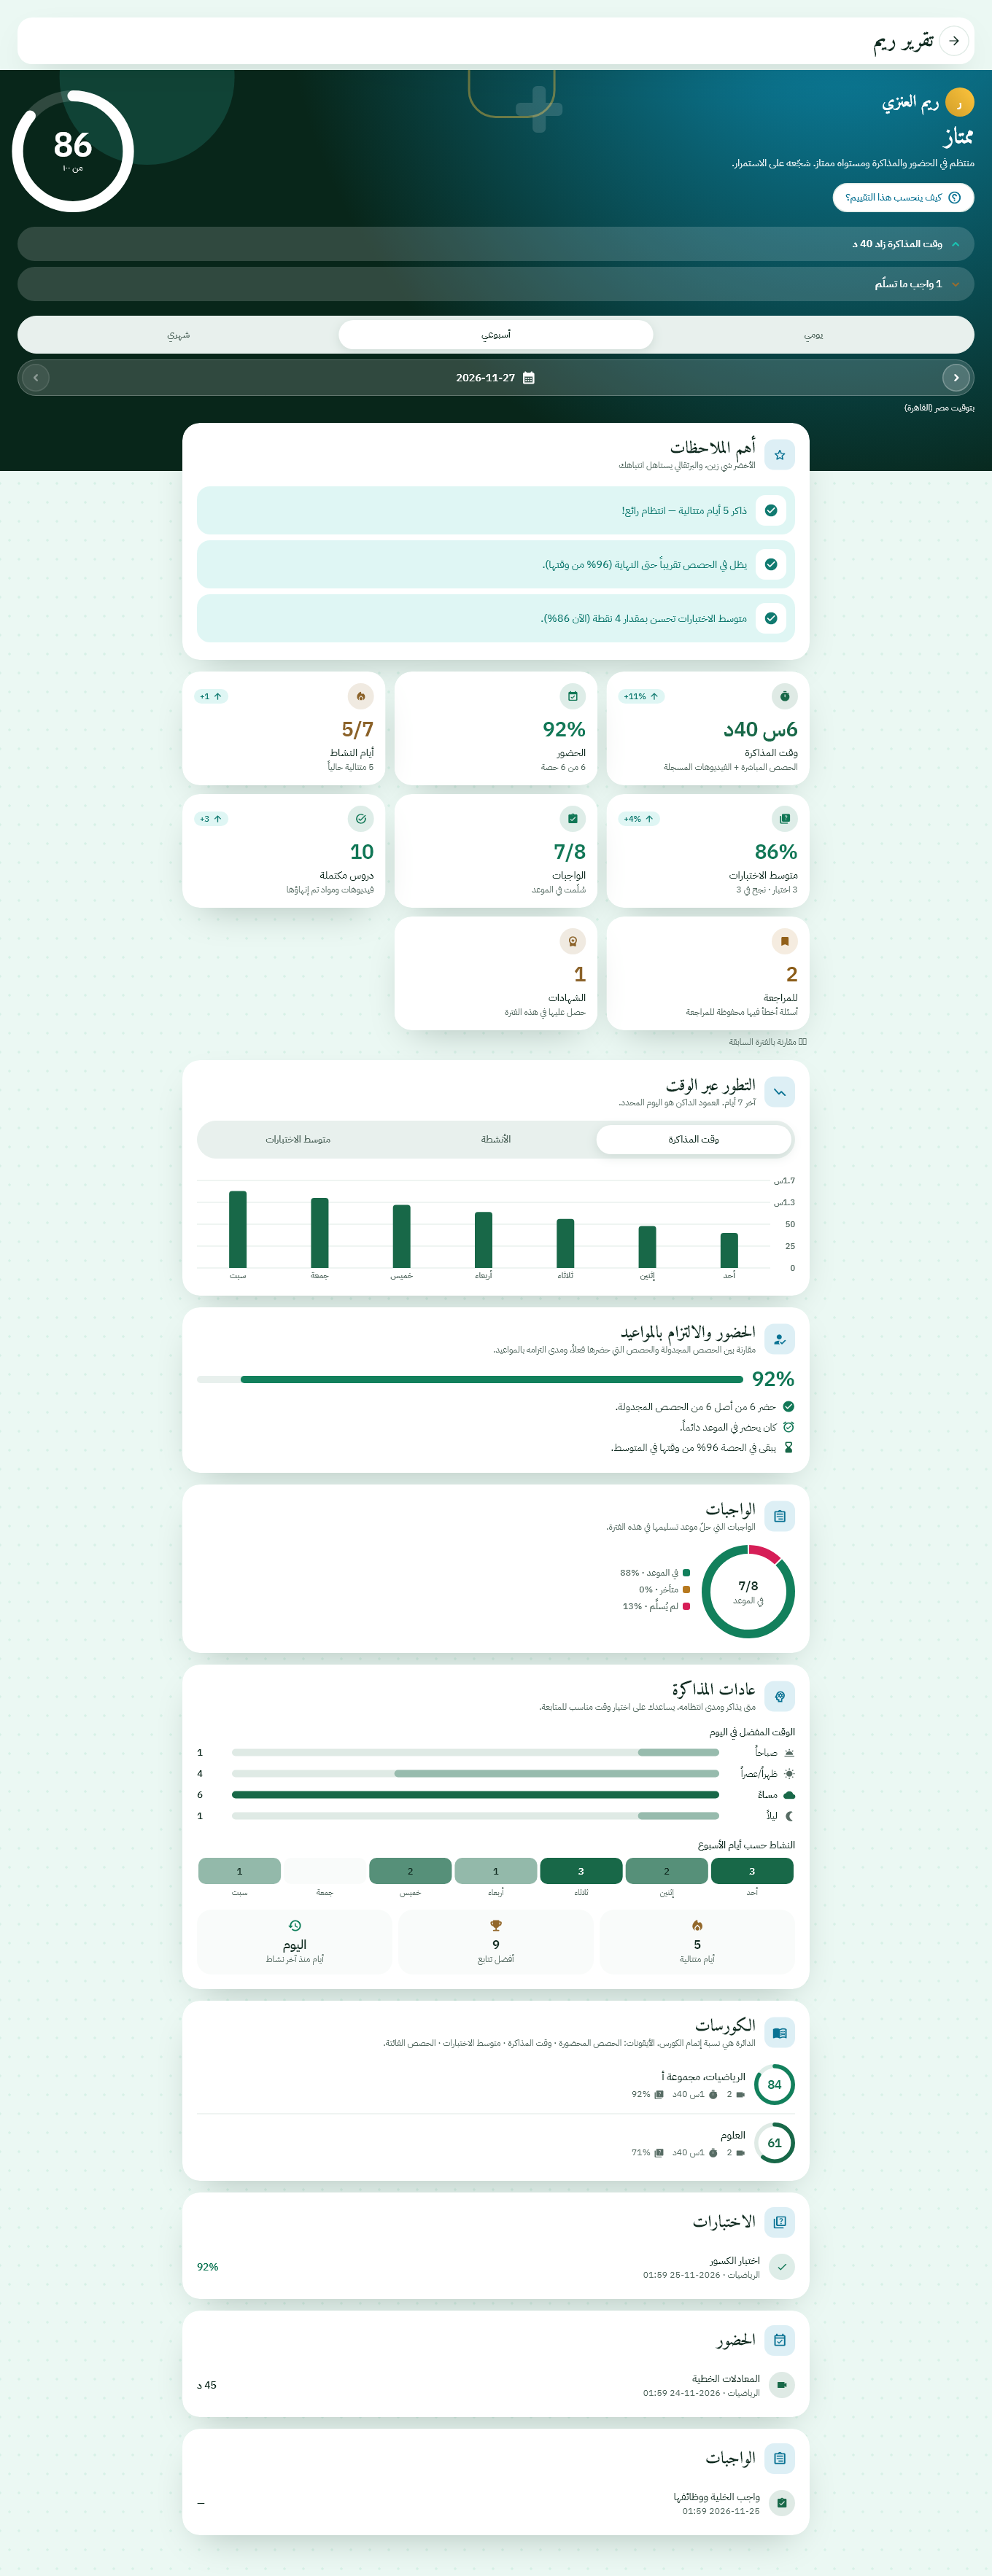 تقرير ريم
ر
ريم العنزي
ممتاز
منتظم في الحضور والمذاكرة ومستواه ممتاز. شجّعه على الاستمرار.
كيف ينحسب هذا التقييم؟
86
من ١٠٠
وقت المذاكرة زاد 40 د
1 واجب ما تسلّم
يومي
أسبوعي
شهري
2026-11-27
بتوقيت مصر (القاهرة)
أهم الملاحظات
الأخضر شي زين، والبرتقالي يستاهل انتباهك
ذاكر 5 أيام متتالية — انتظام رائع!
يظل في الحصص تقريباً حتى النهاية (96% من وقتها).
متوسط الاختبارات تحسن بمقدار 4 نقطة (الآن 86%).
+11%
6س 40د
وقت المذاكرة
الحصص المباشرة + الفيديوهات المسجلة
92%
الحضور
6 من 6 حصة
+1
5/7
أيام النشاط
5 متتالية حالياً
+4%
86%
متوسط الاختبارات
3 اختبار · نجح في 3
7/8
الواجبات
سُلّمت في الموعد
+3
10
دروس مكتملة
فيديوهات ومواد تم إنهاؤها
2
للمراجعة
أسئلة أخطأ فيها محفوظة للمراجعة
1
الشهادات
حصل عليها في هذه الفترة
مقارنة بالفترة السابقة
التطور عبر الوقت
آخر 7 أيام. العمود الداكن هو اليوم المحدد.
وقت المذاكرة
الأنشطة
متوسط الاختبارات
1.7س
1.3س
50
25
0
أحد
إثنين
ثلاثاء
أربعاء
خميس
جمعة
سبت
الحضور والالتزام بالمواعيد
مقارنة بين الحصص المجدولة والحصص التي حضرها فعلاً، ومدى التزامه بالمواعيد.
92%
حضر 6 من أصل 6 من الحصص المجدولة.
كان يحضر في الموعد دائماً.
يبقى في الحصة 96% من وقتها في المتوسط.
الواجبات
الواجبات التي حلّ موعد تسليمها في هذه الفترة.
7/8
في الموعد
في الموعد · 88%
متأخر · 0%
لم يُسلَّم · 13%
عادات المذاكرة
متى يذاكر ومدى انتظامه، يساعدك على اختيار وقت مناسب للمتابعة.
الوقت المفضل في اليوم
صباحاً 1
ظهراً/عصراً 4
مساءً 6
ليلاً 1
النشاط حسب أيام الأسبوع
3 2 3 1 2 1
أحد إثنين ثلاثاء أربعاء خميس جمعة سبت
5
أيام متتالية
9
أفضل تتابع
اليوم
أيام منذ آخر نشاط
الكورسات
الدائرة هي نسبة إتمام الكورس. الأيقونات: الحصص المحضورة · وقت المذاكرة · متوسط الاختبارات · الحصص الفائتة.
84
الرياضيات، مجموعة أ
2 1س 40د 92%
61
العلوم
2 1س 40د 71%
الاختبارات
اختبار الكسور
الرياضيات · 2026-11-25 01:59
92%
الحضور
المعادلات الخطية
الرياضيات · 2026-11-24 01:59
45 د
الواجبات
واجب الخلية ووظائفها
2026-11-25 01:59
—